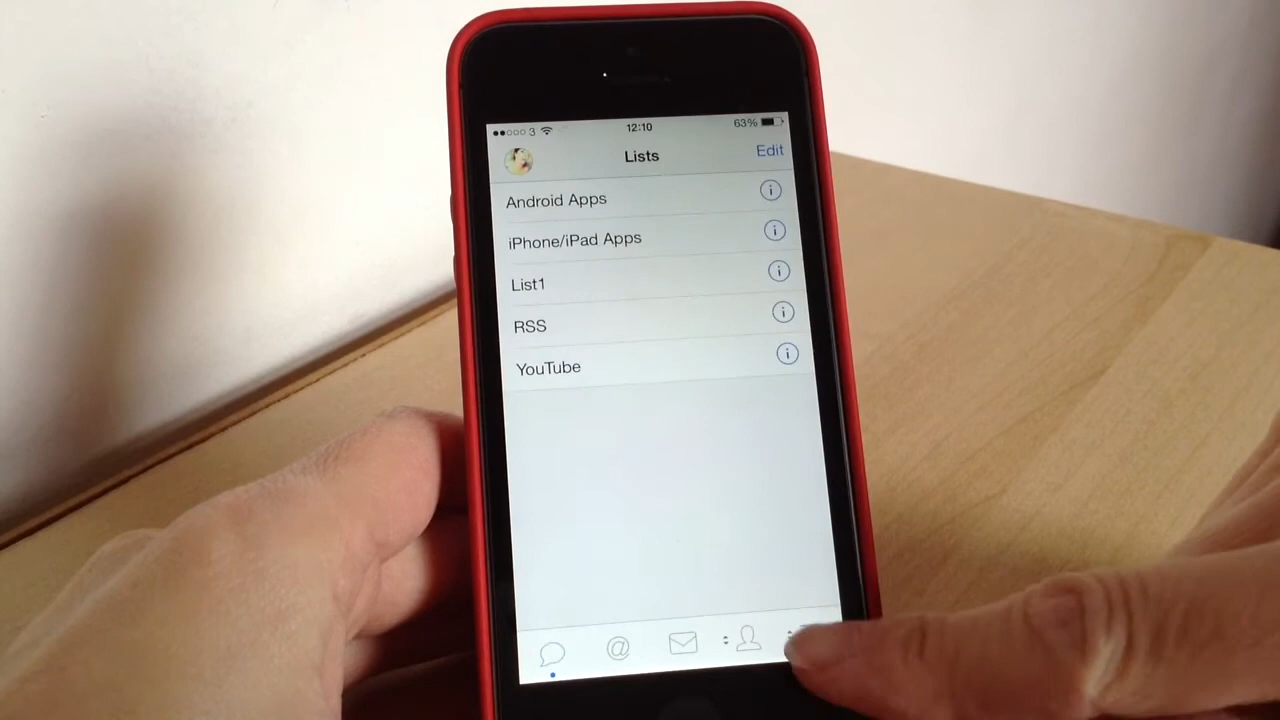 3 12:10 63%
Lists Edit
Android Apps
iPhone/iPad Apps
List1
RSS
YouTube
@